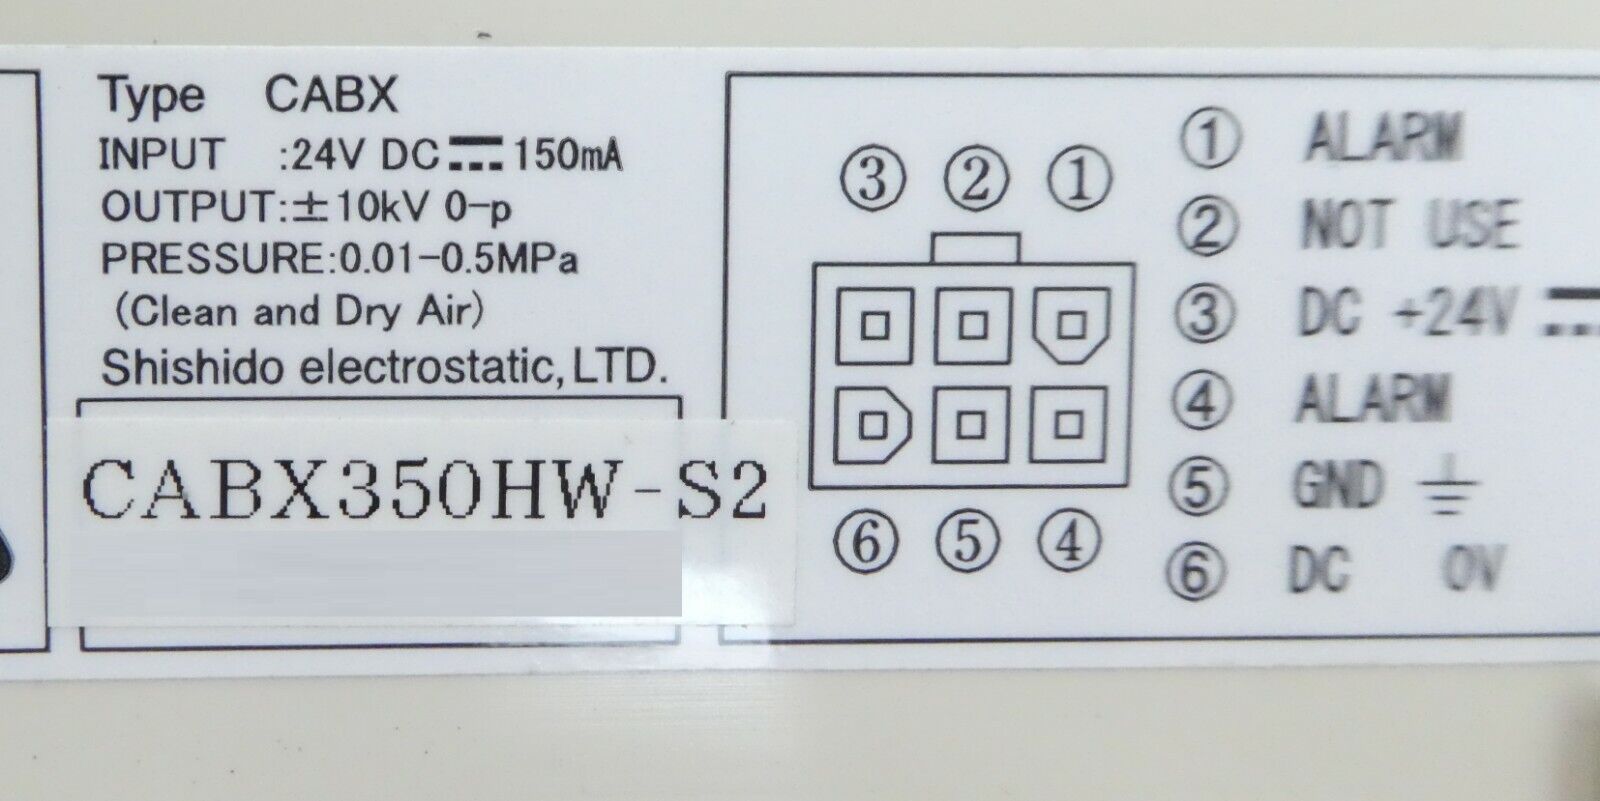 Type CABX
INPUT :24V DC 150mA
OUTPUT:±10kV 0-p
PRESSURE:0.01-0.5MPa
(Clean and Dry Air)
Shishido electrostatic, LTD.
CABX350HW-S2
③ ② ①
⑥ ⑤ ④
① ALARM
② NOT USE
③ DC +24V
④ ALARM
⑤ GND
⑥ DC 0V